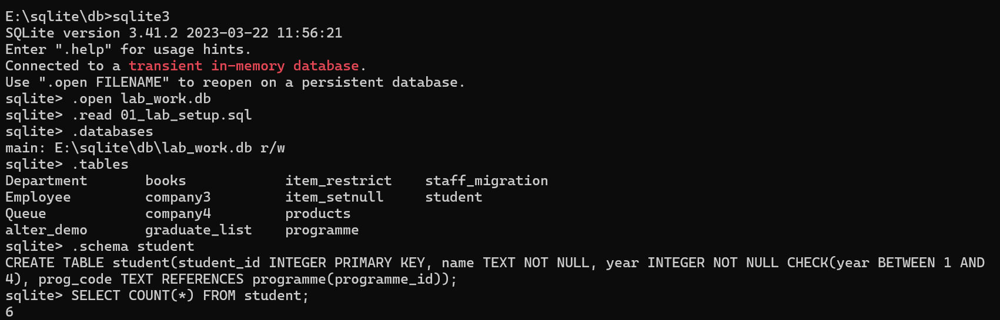 E:\sqlite\db>sqlite3
SQLite version 3.41.2 2023-03-22 11:56:21
Enter ".help" for usage hints.
Connected to a transient in-memory database.
Use ".open FILENAME" to reopen on a persistent database.
sqlite> .open lab_work.db
sqlite> .read 01_lab_setup.sql
sqlite> .databases
main: E:\sqlite\db\lab_work.db r/w
sqlite> .tables
Department       books            item_restrict    staff_migration
Employee         company3         item_setnull     student
Queue            company4         products
alter_demo       graduate_list    programme
sqlite> .schema student
CREATE TABLE student(student_id INTEGER PRIMARY KEY, name TEXT NOT NULL, year INTEGER NOT NULL CHECK(year BETWEEN 1 AND
4), prog_code TEXT REFERENCES programme(programme_id));
sqlite> SELECT COUNT(*) FROM student;
6